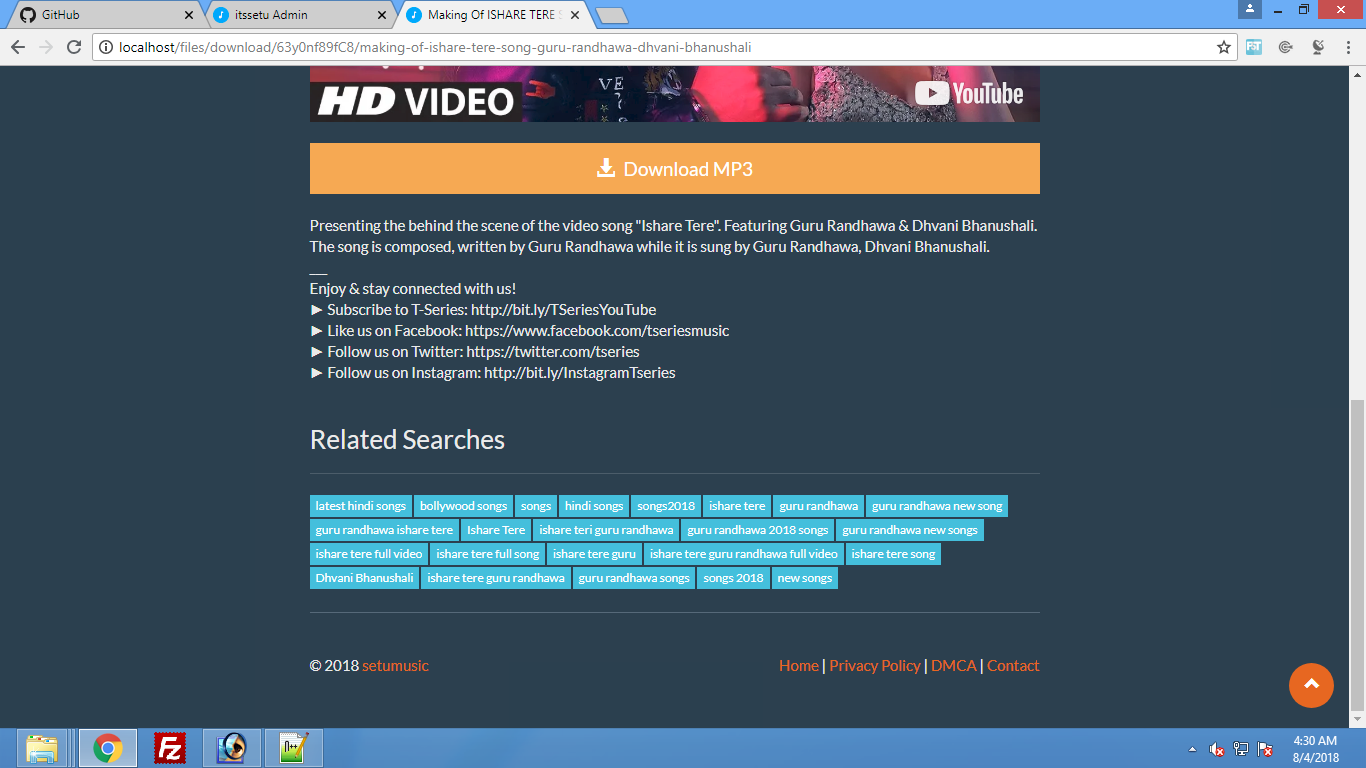 GitHub
itssetu Admin
Making Of ISHARE TERE S
localhost/files/download/63y0nf89fC8/making-of-ishare-tere-song-guru-randhawa-dhvani-bhanushali
VE
HD VIDEO
YouTube
Download MP3
Presenting the behind the scene of the video song "Ishare Tere". Featuring Guru Randhawa & Dhvani Bhanushali.
The song is composed, written by Guru Randhawa while it is sung by Guru Randhawa, Dhvani Bhanushali.
___
Enjoy & stay connected with us!
► Subscribe to T-Series: http://bit.ly/TSeriesYouTube
► Like us on Facebook: https://www.facebook.com/tseriesmusic
► Follow us on Twitter: https://twitter.com/tseries
► Follow us on Instagram: http://bit.ly/InstagramTseries
Related Searches
latest hindi songs bollywood songs songs hindi songs songs2018 ishare tere guru randhawa guru randhawa new song
guru randhawa ishare tere Ishare Tere ishare teri guru randhawa guru randhawa 2018 songs guru randhawa new songs
ishare tere full video ishare tere full song ishare tere guru ishare tere guru randhawa full video ishare tere song
Dhvani Bhanushali ishare tere guru randhawa guru randhawa songs songs 2018 new songs
© 2018 setumusic
Home | Privacy Policy | DMCA | Contact
4:30 AM
8/4/2018